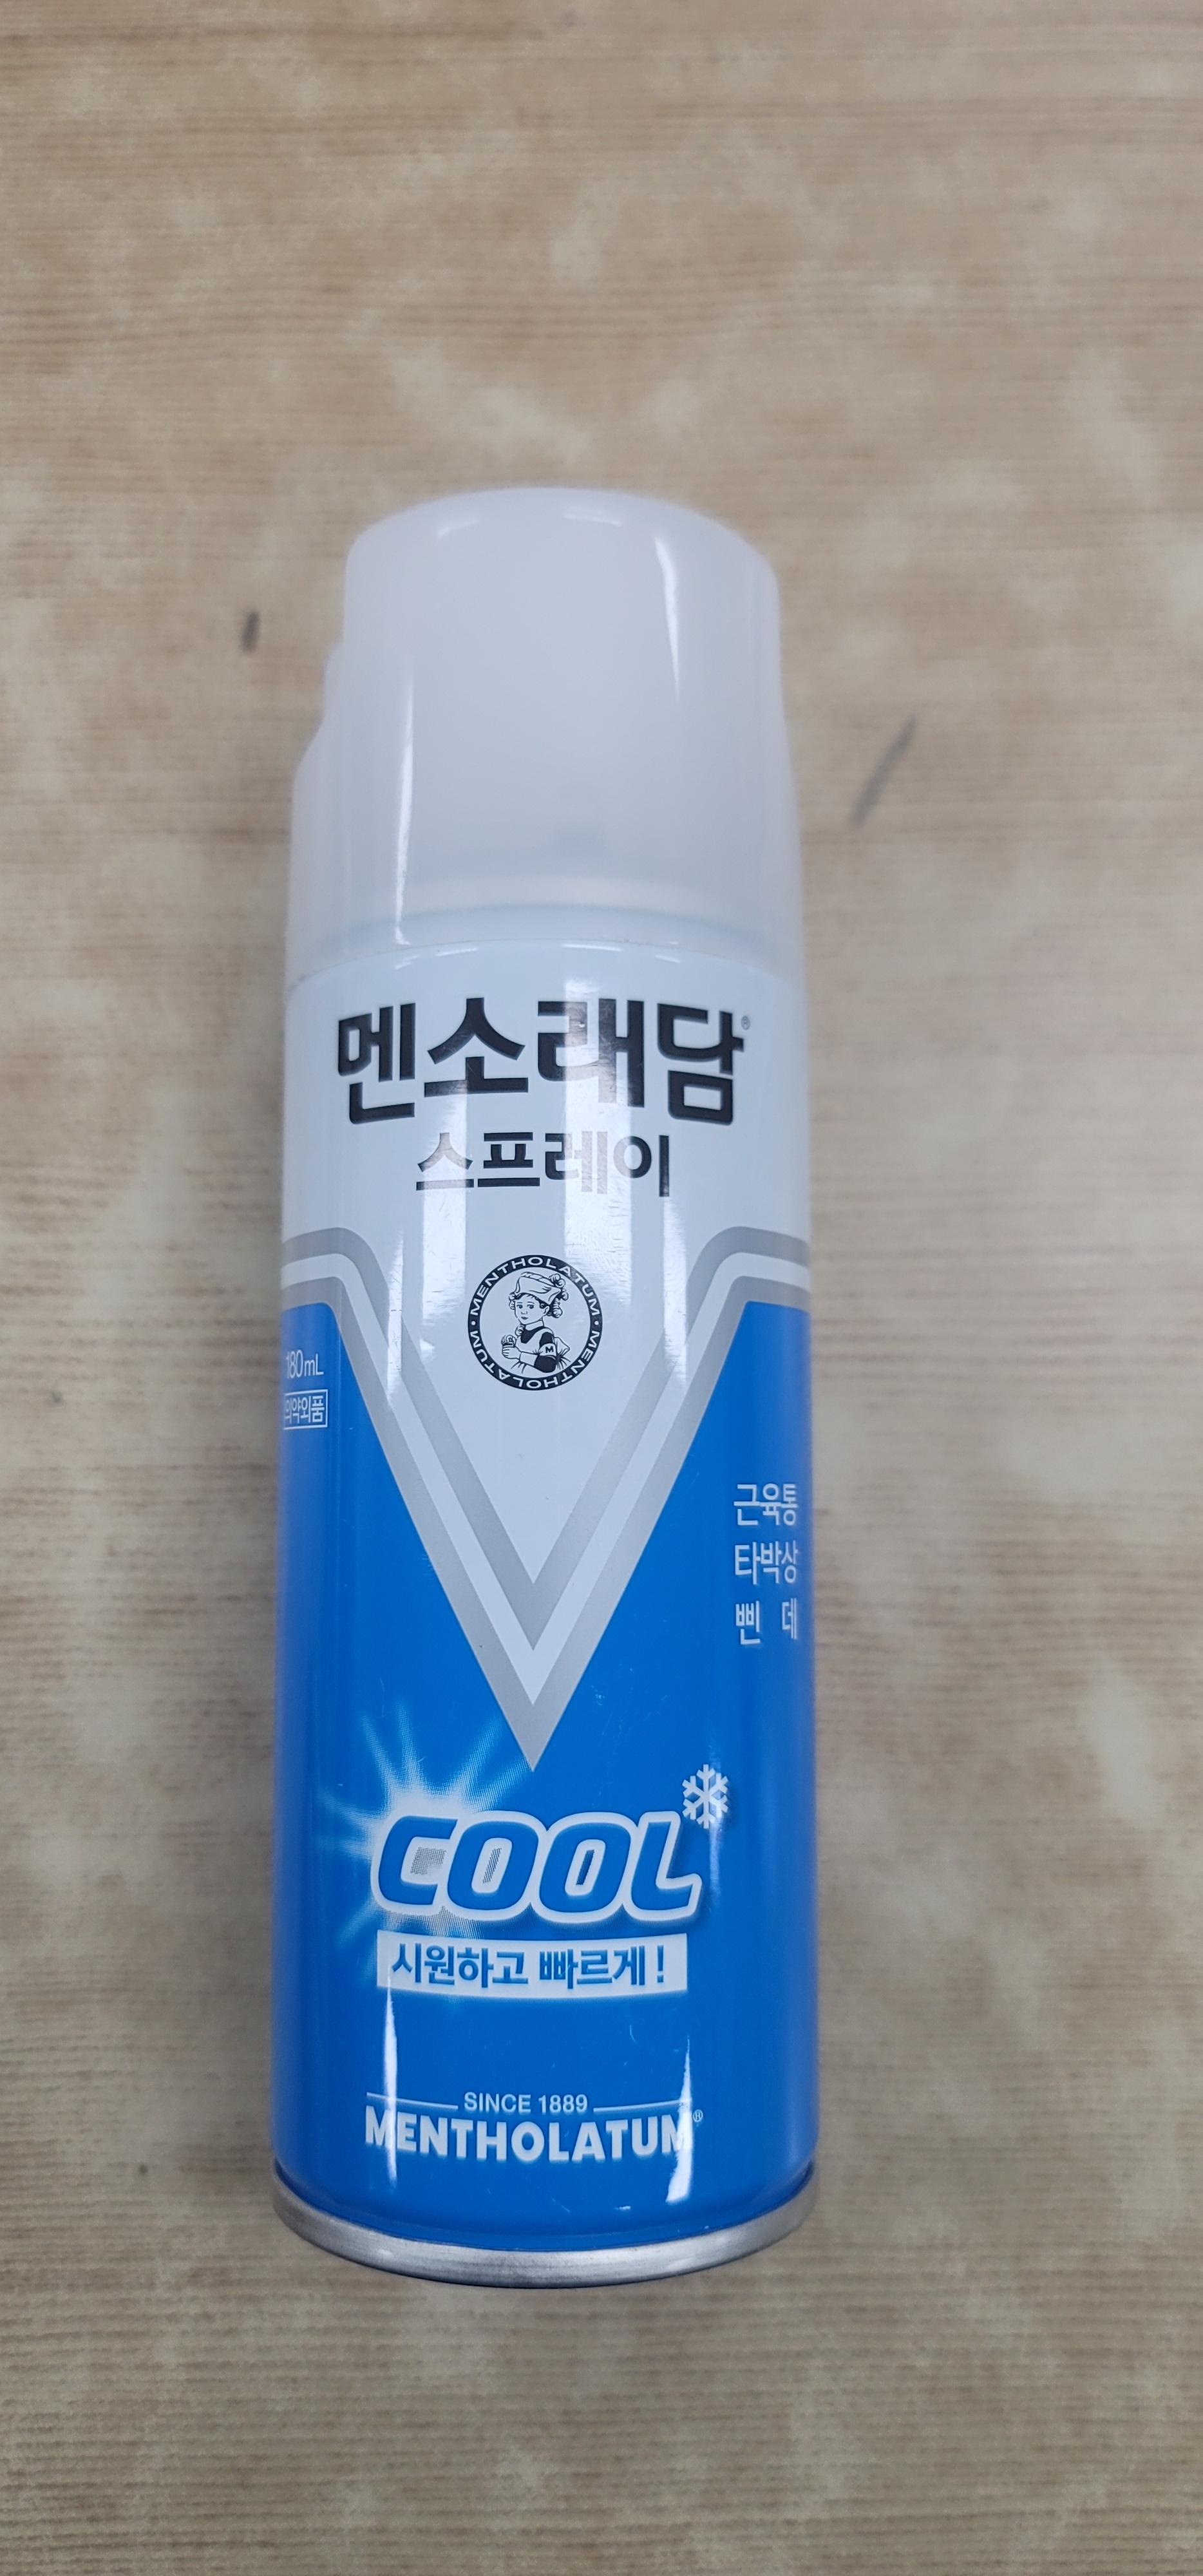 멘소래담®
스프레이
MENTHOLATUM · MENTHOLATUM ·
M
180mL
의약외품
근육통
타박상
삔 데
COOL
시원하고 빠르게!
SINCE 1889
MENTHOLATUM®